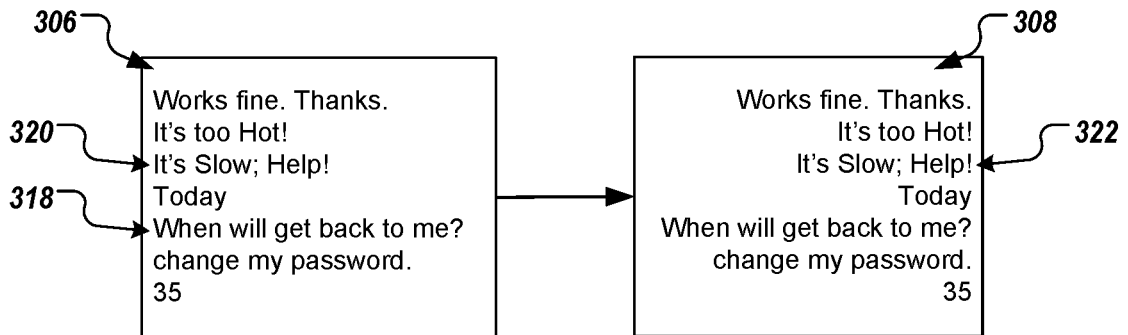 306
308
Works fine. Thanks.
It's too Hot!
It's Slow; Help!
Today
When will get back to me?
change my password.
35
320
318
Works fine. Thanks.
It's too Hot!
It's Slow; Help!
Today
When will get back to me?
change my password.
35
322